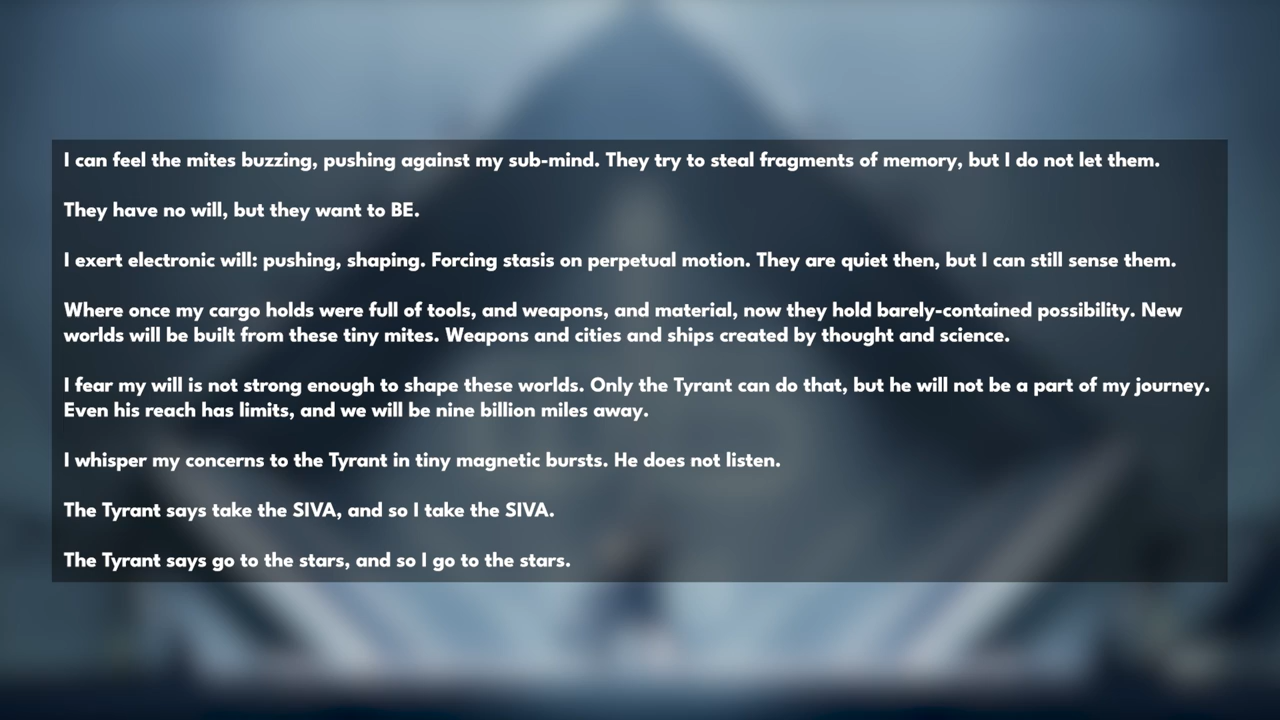 I can feel the mites buzzing, pushing against my sub-mind. They try to steal fragments of memory, but I do not let them.
They have no will, but they want to BE.
I exert electronic will: pushing, shaping. Forcing stasis on perpetual motion. They are quiet then, but I can still sense them.
Where once my cargo holds were full of tools, and weapons, and material, now they hold barely-contained possibility. New
worlds will be built from these tiny mites. Weapons and cities and ships created by thought and science.
I fear my will is not strong enough to shape these worlds. Only the Tyrant can do that, but he will not be a part of my journey.
Even his reach has limits, and we will be nine billion miles away.
I whisper my concerns to the Tyrant in tiny magnetic bursts. He does not listen.
The Tyrant says take the SIVA, and so I take the SIVA.
The Tyrant says go to the stars, and so I go to the stars.